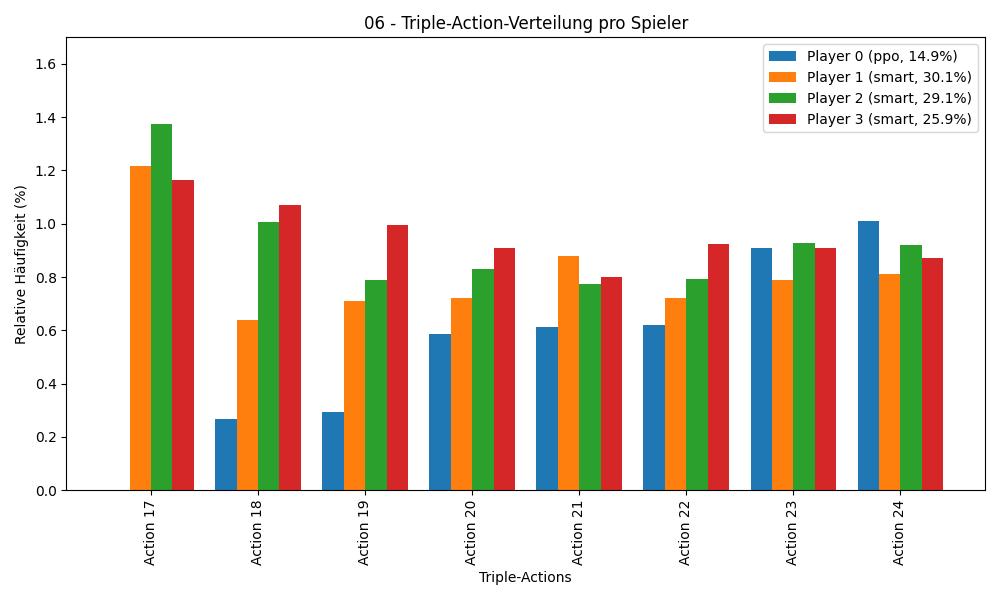 06 - Triple-Action-Verteilung pro Spieler
Player 0 (ppo, 14.9%)
Player 1 (smart, 30.1%)
Player 2 (smart, 29.1%)
Player 3 (smart, 25.9%)
Relative Häufigkeit (%)
1.6
1.4
1.2
1.0
0.8
0.6
0.4
0.2
0.0
Action 17
Action 18
Action 19
Action 20
Action 21
Action 22
Action 23
Action 24
Triple-Actions